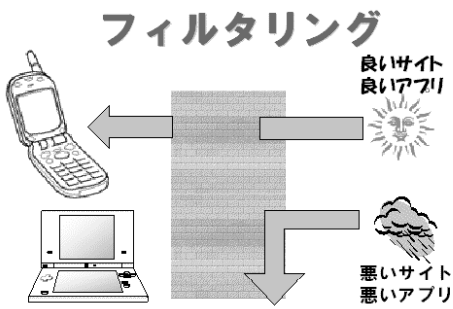 フィルタリング
良いサイト
良いアプリ
悪いサイト
悪いアプリ